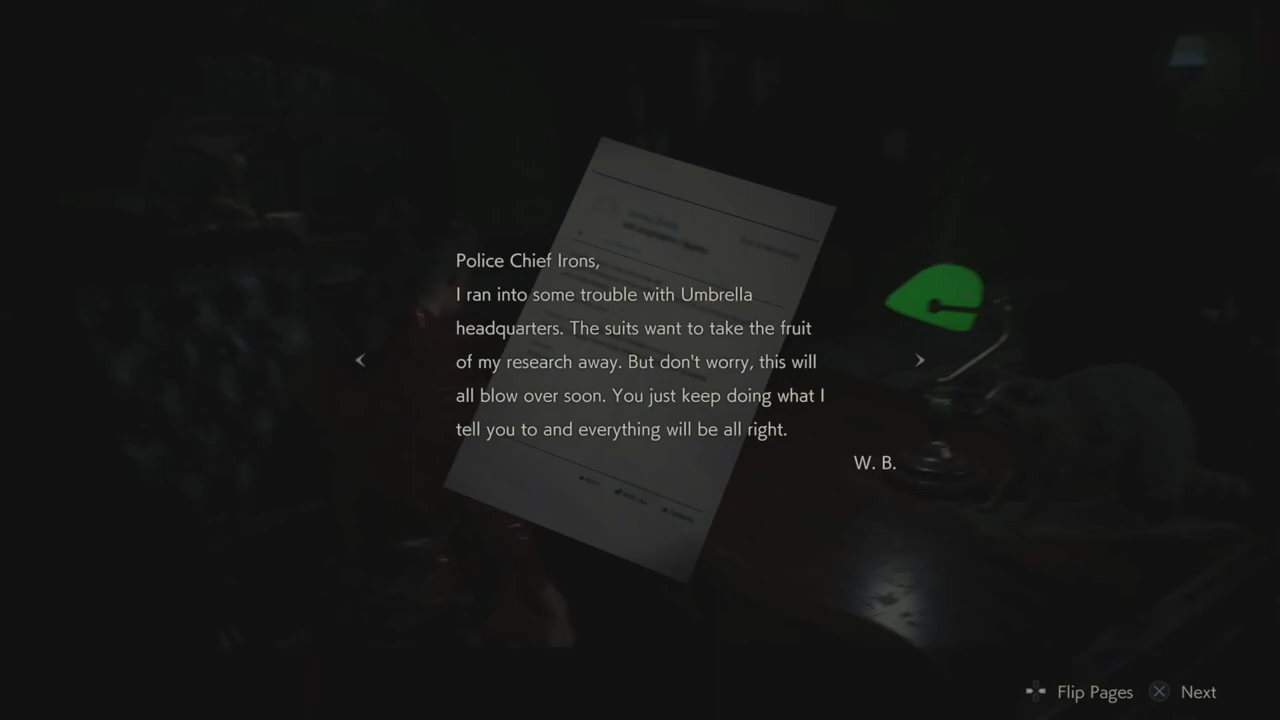 Police Chief Irons,
I ran into some trouble with Umbrella
headquarters. The suits want to take the fruit
of my research away. But don't worry, this will
all blow over soon. You just keep doing what I
tell you to and everything will be all right.
W. B.
Flip Pages
Next